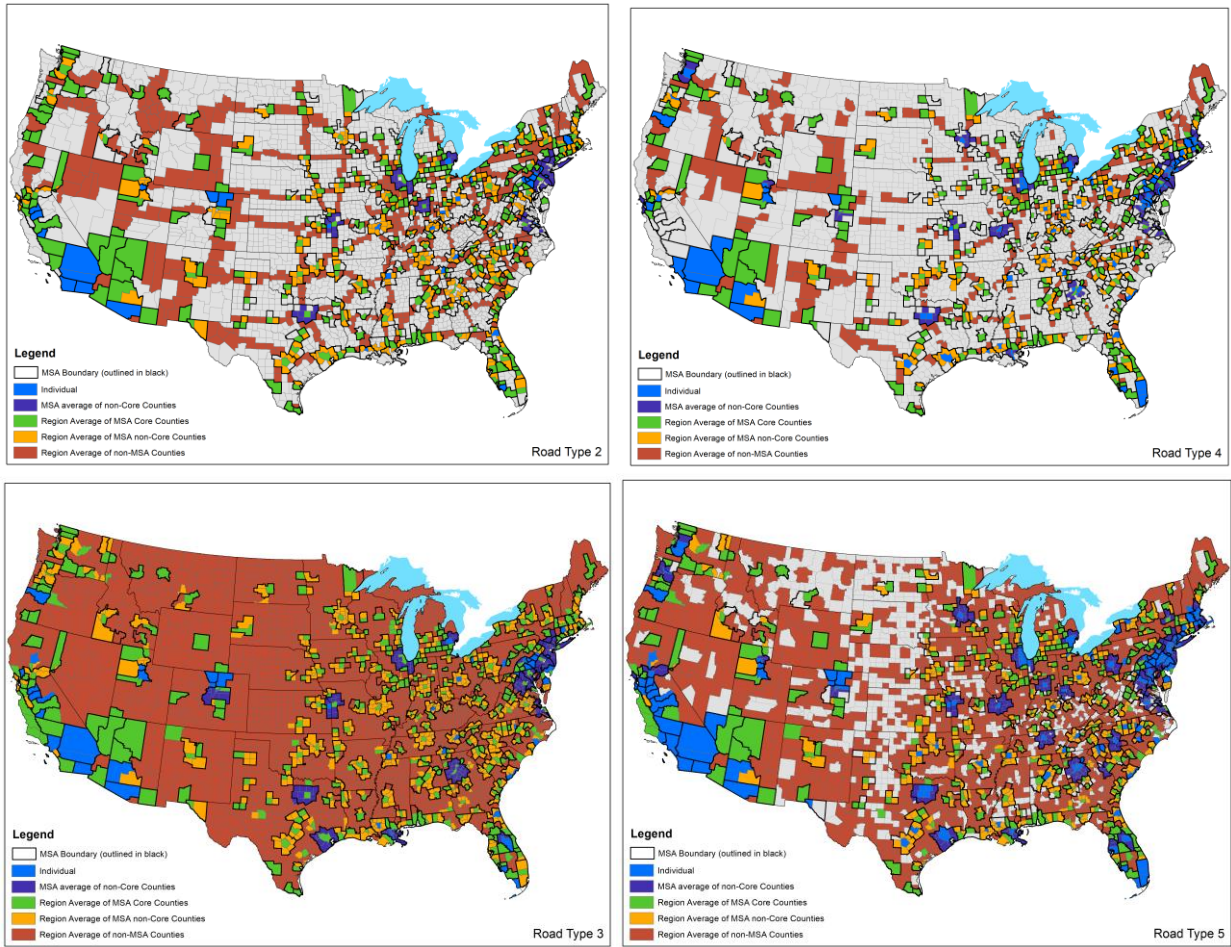 Legend
MSA Boundary (outlined in black)
Individual
MSA average of non-Core Counties
Region Average of MSA Core Counties
Region Average of MSA non-Core Counties
Region Average of non-MSA Counties
Road Type 2
Legend
MSA Boundary (outlined in black)
Individual
MSA average of non-Core Counties
Region Average of MSA Core Counties
Region Average of MSA non-Core Counties
Region Average of non-MSA Counties
Road Type 4
Legend
MSA Boundary (outlined in black)
Individual
MSA average of non-Core Counties
Region Average of MSA Core Counties
Region Average of MSA non-Core Counties
Region Average of non-MSA Counties
Road Type 3
Legend
MSA Boundary (outlined in black)
Individual
MSA average of non-Core Counties
Region Average of MSA Core Counties
Region Average of MSA non-Core Counties
Region Average of non-MSA Counties
Road Type 5